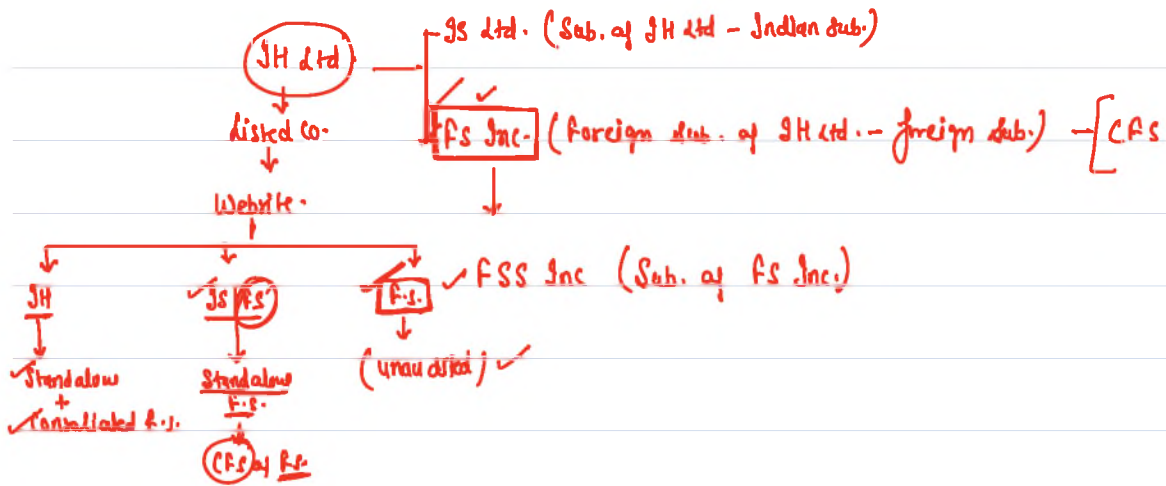 IS Ltd. (Sub. of IH Ltd - Indian Sub.)
IH Ltd
Listed Co.
FS Inc. (Foreign sub. of IH Ltd. - foreign sub.) - [CFS
Website.
FSS Inc (Sub. of FS Inc.)
IH
IS FS
F.S.
(unaudited)
Standalone
+
Consolidated F.S.
Standalone
F.S.
CFS of FS.